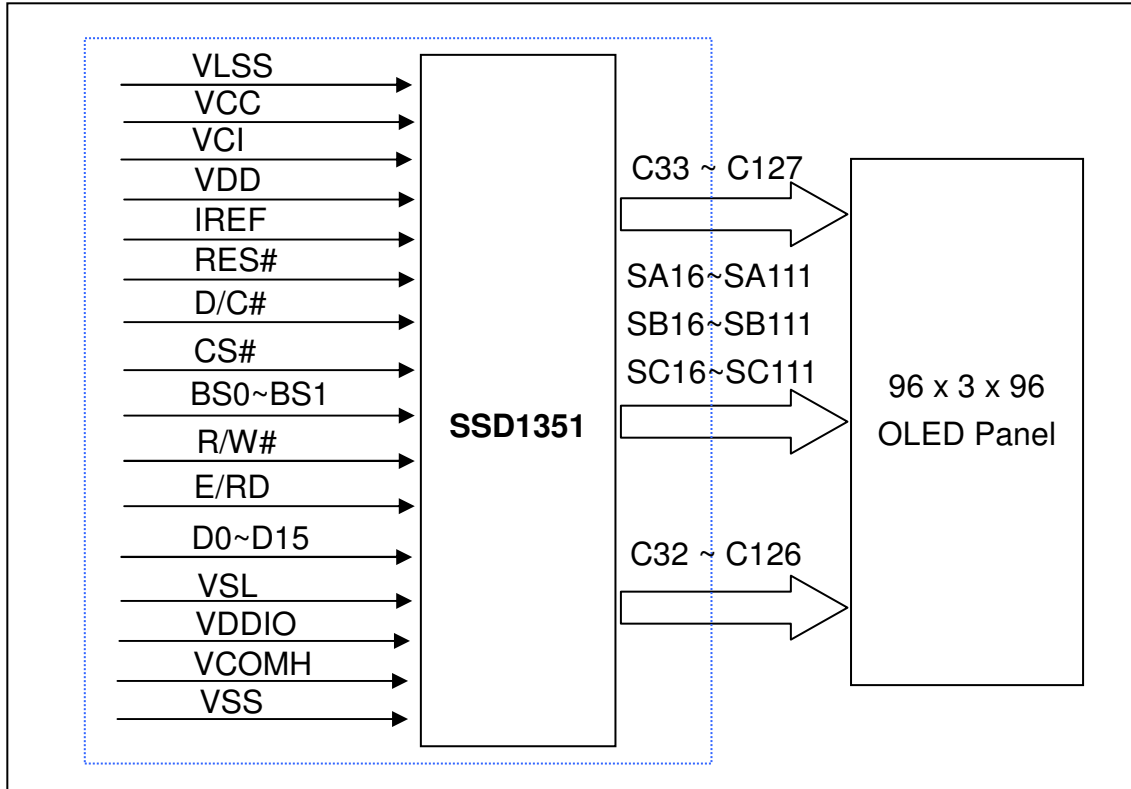 VLSS
VCC
VCI
VDD
IREF
RES#
D/C#
CS#
BS0~BS1
R/W#
E/RD
D0~D15
VSL
VDDIO
VCOMH
VSS
SSD1351
C33 ~ C127
SA16~SA111
SB16~SB111
SC16~SC111
C32 ~ C126
96 x 3 x 96
OLED Panel